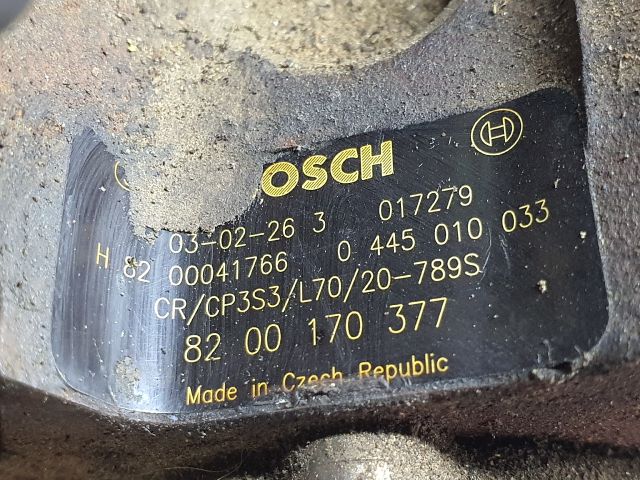 OSCH
03-02-26 3 017279
H 82 00041766 0 445 010 033
CR/CP3S3/L70/20-789S
82 00 170 377
Made in Czech Republic